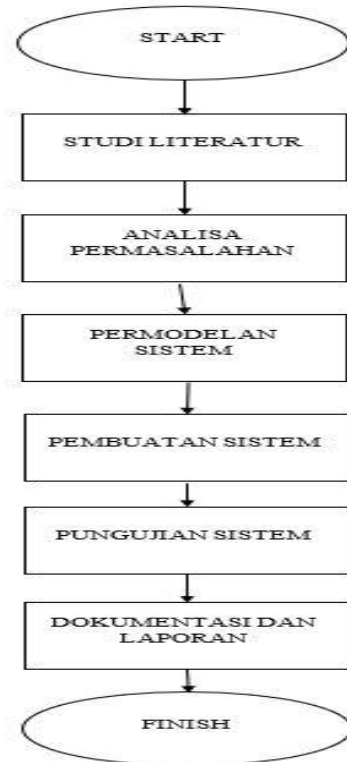 START
STUDI LITERATUR
ANALISA
PERMASALAHAN
PERMODELAN
SISTEM
PEMBUATAN SISTEM
PUNGUJIAN SISTEM
DOKUMENTASI DAN
LAPORAN
FINISH